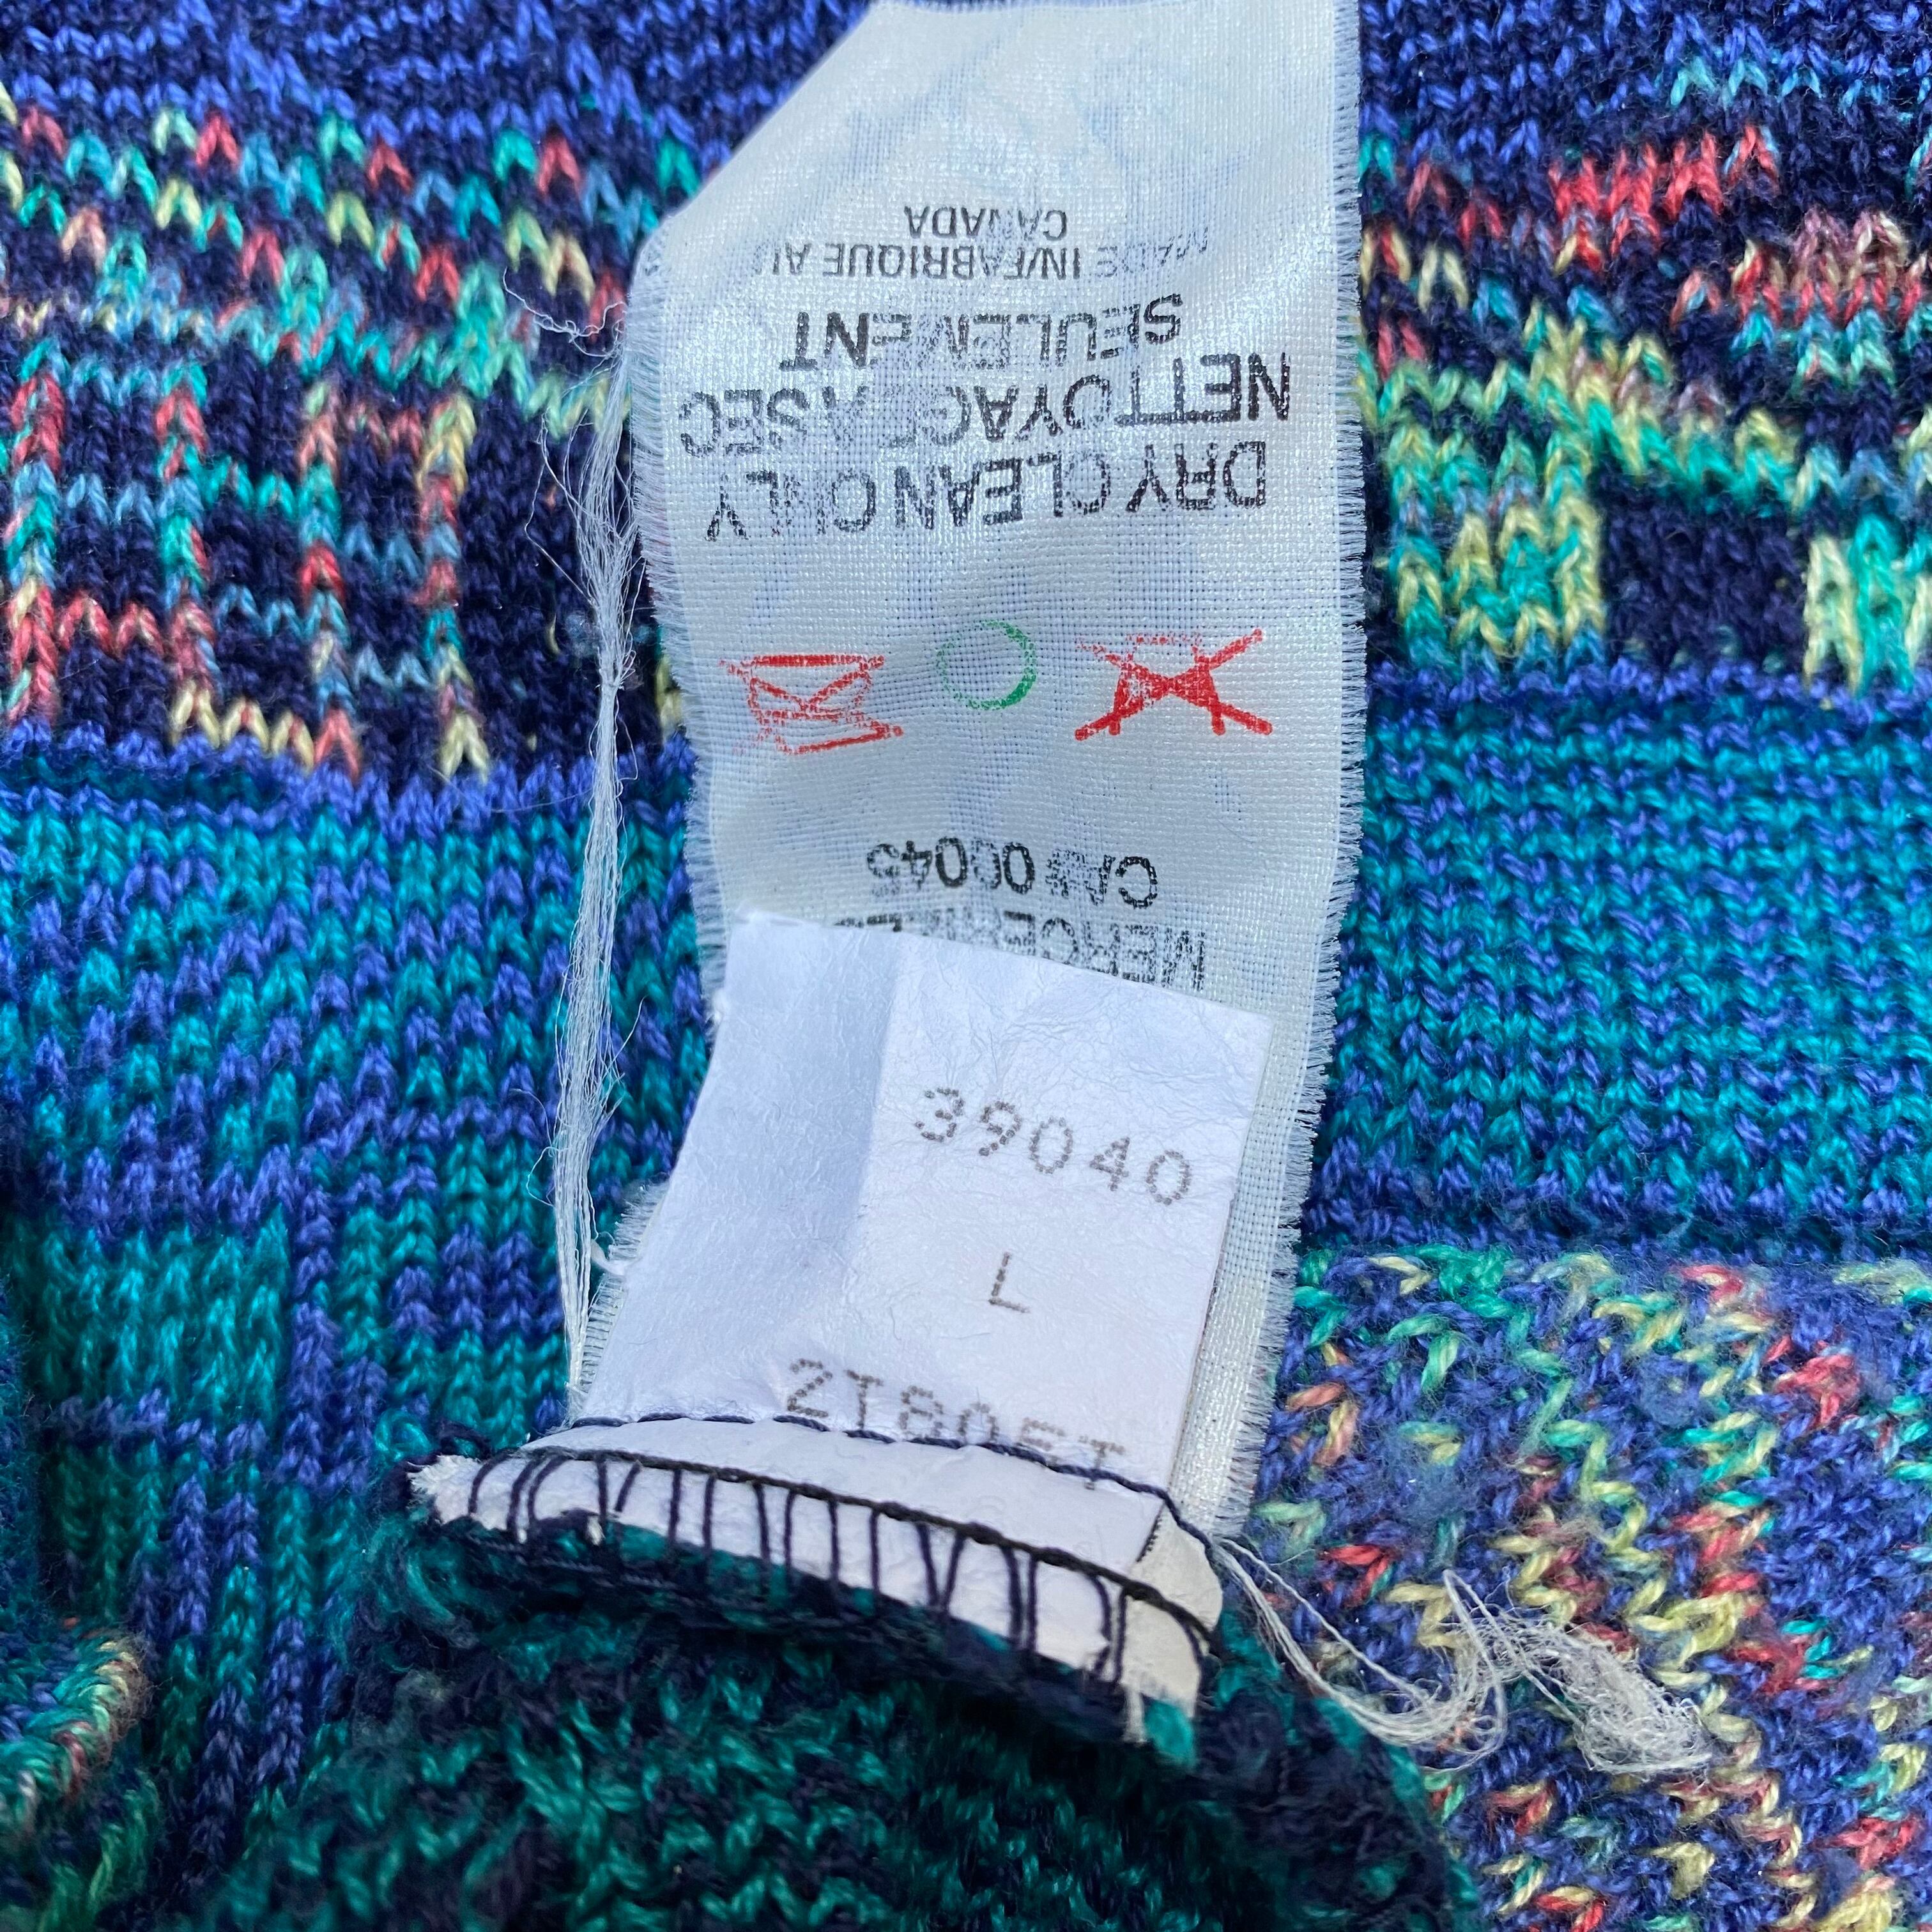 MADE IN/FABRIQUE AU
CANADA
SEULEMENT
NETTOYAGE A SEC
DRY CLEAN ONLY
CA# 00045
39040
L